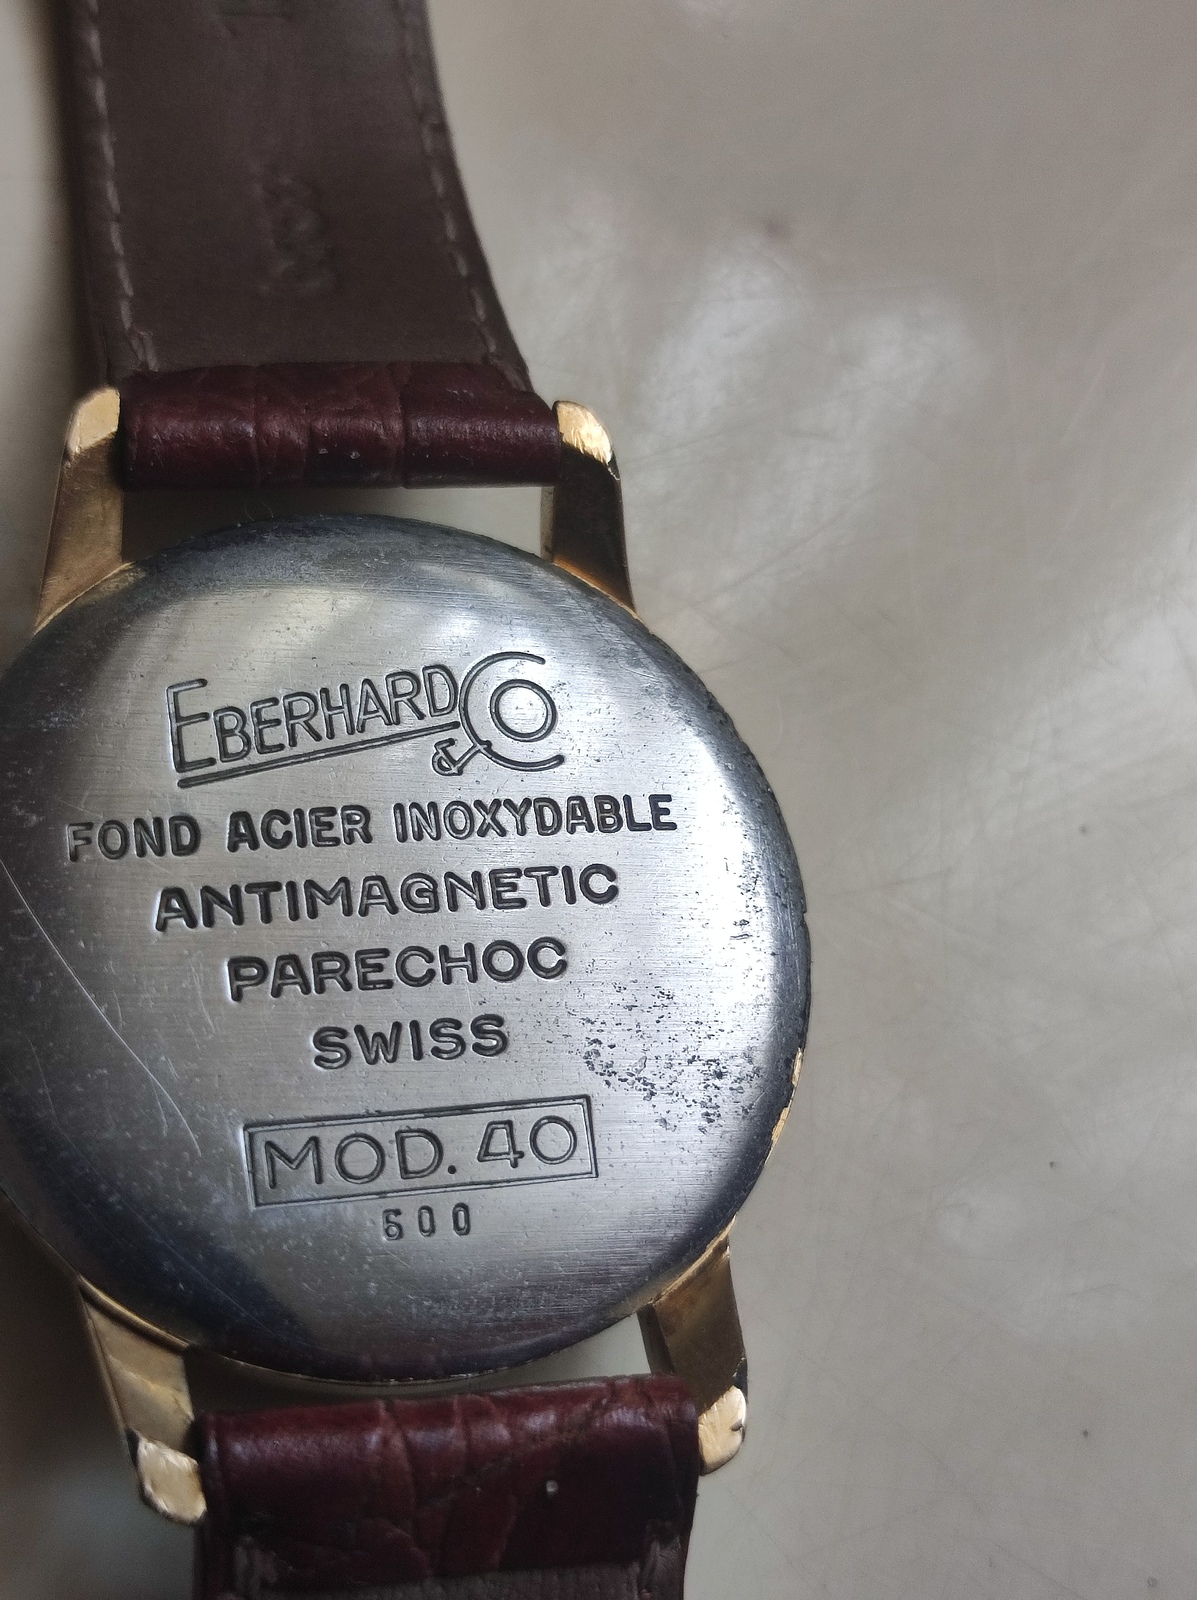 EBERHARD & CO
FOND ACIER INOXYDABLE
ANTIMAGNETIC
PARECHOC
SWISS
MOD. 40
600